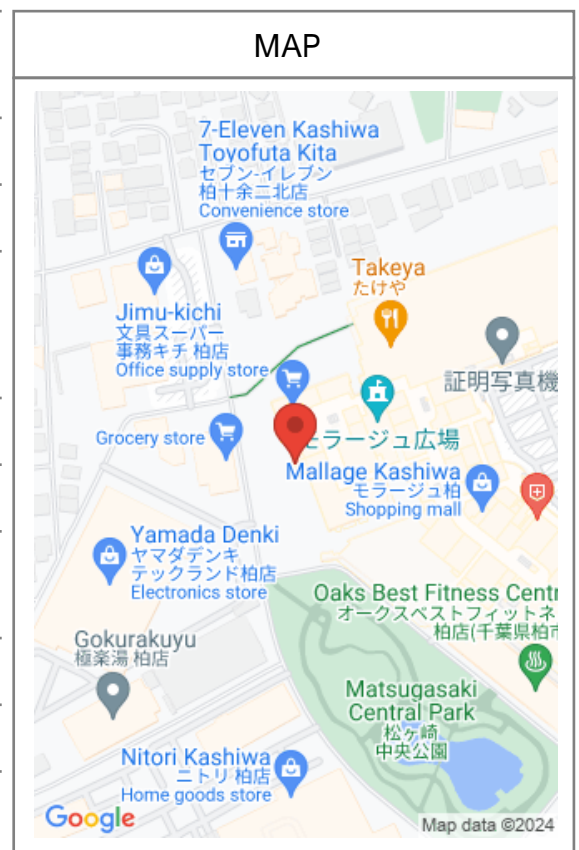 MAP
7-Eleven Kashiwa
Toyofuta Kita
セブン-イレブン
柏十余二北店
Convenience store
Takeya
たけや
Jimu-kichi
文具スーパー
事務キチ 柏店
Office supply store
証明写真機
Grocery store
モラージュ広場
Mallage Kashiwa
モラージュ柏
Shopping mall
Yamada Denki
ヤマダデンキ
テックランド柏店
Electronics store
Oaks Best Fitness Centr
オークスベストフィットネ
柏店(千葉県柏市
Gokurakuyu
極楽湯 柏店
Matsugasaki
Central Park
松ヶ崎
中央公園
Nitori Kashiwa
ニトリ 柏店
Home goods store
Google
Map data ©2024